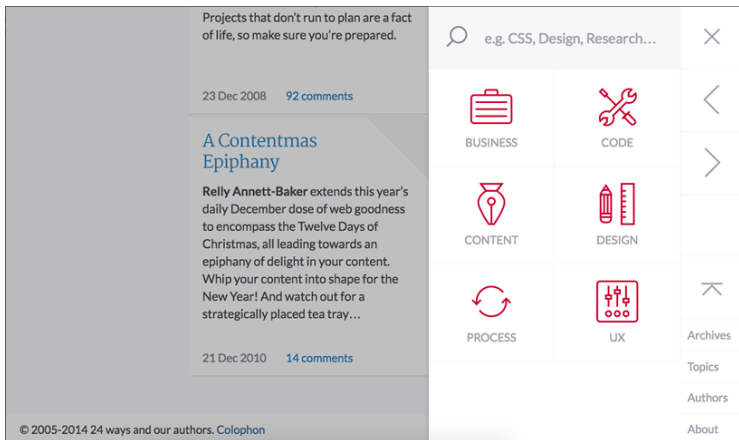 Projects that don't run to plan are a fact
of life, so make sure you're prepared.
23 Dec 2008 92 comments
A Contentmas
Epiphany
Relly Annett-Baker extends this year's
daily December dose of web goodness
to encompass the Twelve Days of
Christmas, all leading towards an
epiphany of delight in your content.
Whip your content into shape for the
New Year! And watch out for a
strategically placed tea tray…
21 Dec 2010 14 comments
© 2005-2014 24 ways and our authors. Colophon
e.g. CSS, Design, Research…
BUSINESS
CODE
CONTENT
DESIGN
PROCESS
UX
Archives
Topics
Authors
About